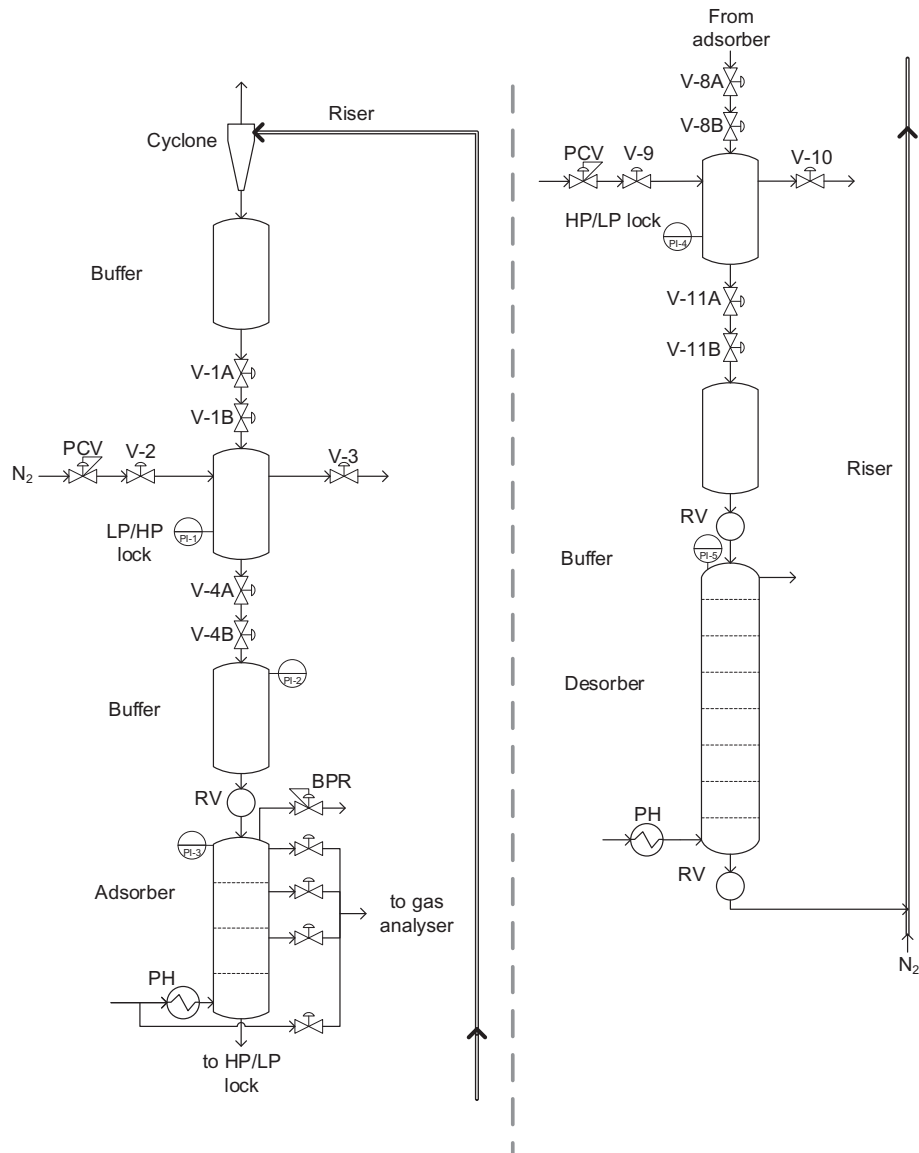 Riser
Cyclone
Buffer
V-1A
V-1B
PCV
V-2
V-3
N2
LP/HP
lock
PI-1
V-4A
V-4B
PI-2
Buffer
RV
BPR
PI-3
Adsorber
to gas
analyser
PH
to HP/LP
lock
From
adsorber
V-8A
V-8B
PCV
V-9
V-10
HP/LP lock
PI-4
V-11A
V-11B
Riser
RV
PI-5
Buffer
Desorber
PH
RV
N2